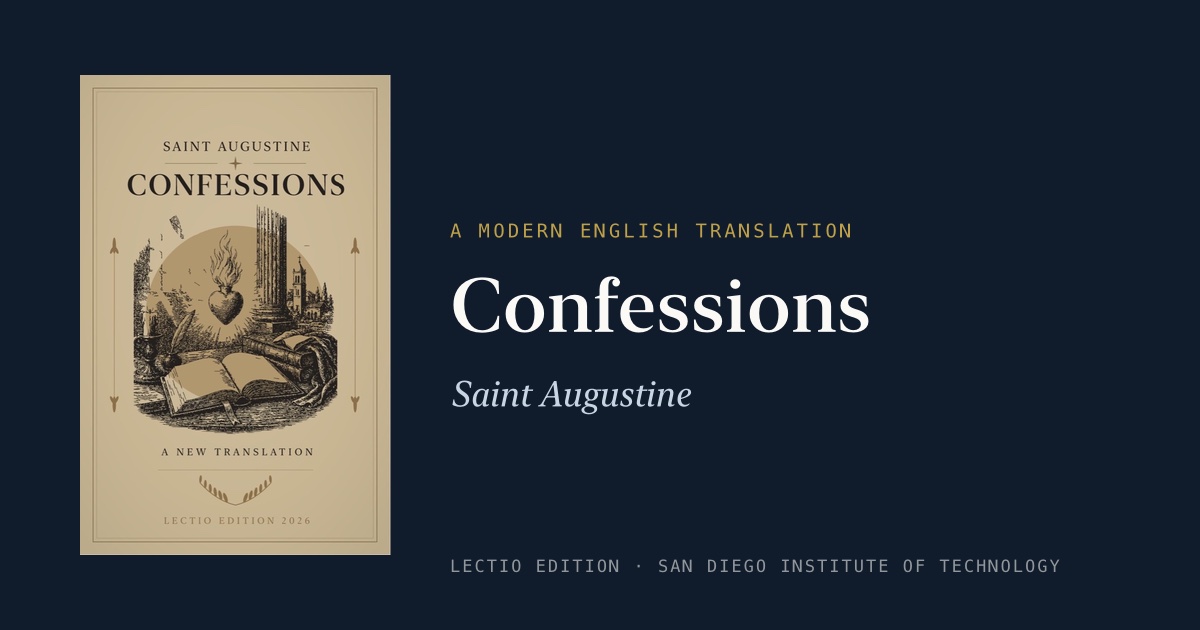 SAINT AUGUSTINE
CONFESSIONS
A NEW TRANSLATION
LECTIO EDITION 2026
A MODERN ENGLISH TRANSLATION
Confessions
Saint Augustine
LECTIO EDITION · SAN DIEGO INSTITUTE OF TECHNOLOGY